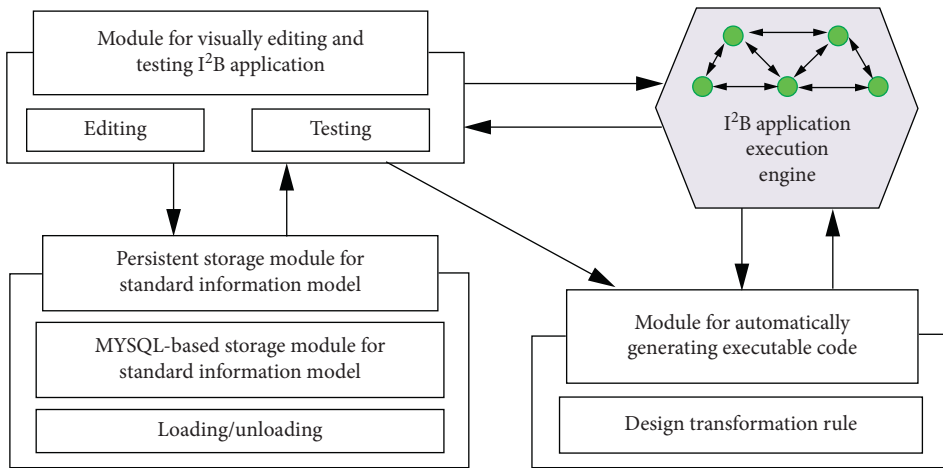 Module for visually editing and
testing I²B application
Editing
Testing
I²B application
execution
engine
Persistent storage module for
standard information model
MYSQL-based storage module for
standard information model
Loading/unloading
Module for automatically
generating executable code
Design transformation rule